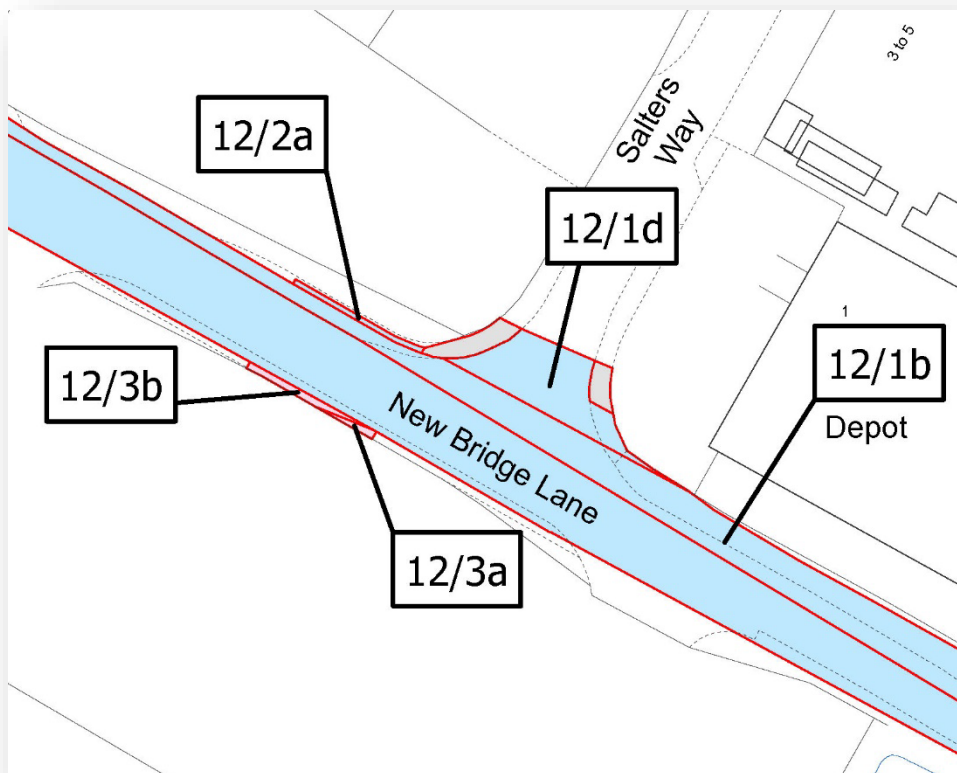 3 to 5
Salters
Way
12/2a
12/1d
1
12/3b
12/1b
New Bridge Lane
Depot
12/3a